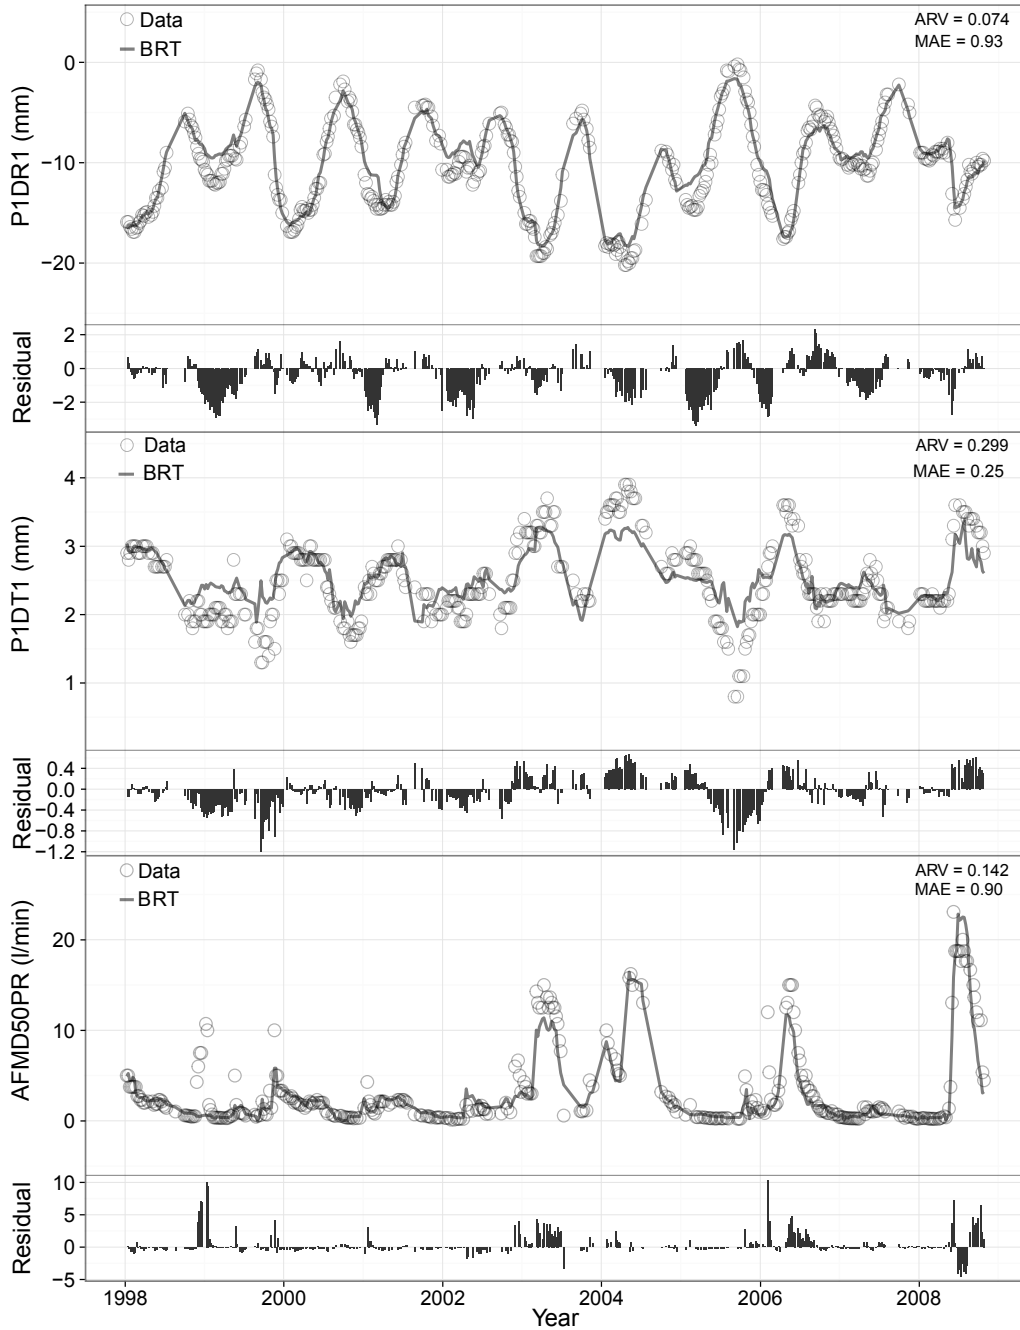 Data
BRT
ARV = 0.074
MAE = 0.93
P1DR1 (mm)
0
−10
−20
Residual
2
0
−2
Data
BRT
ARV = 0.299
MAE = 0.25
P1DT1 (mm)
4
3
2
1
Residual
0.4
0.0
−0.4
−0.8
−1.2
Data
BRT
ARV = 0.142
MAE = 0.90
AFMD50PR (l/min)
20
10
0
Residual
10
5
0
−5
1998 2000 2002 2004 2006 2008
Year